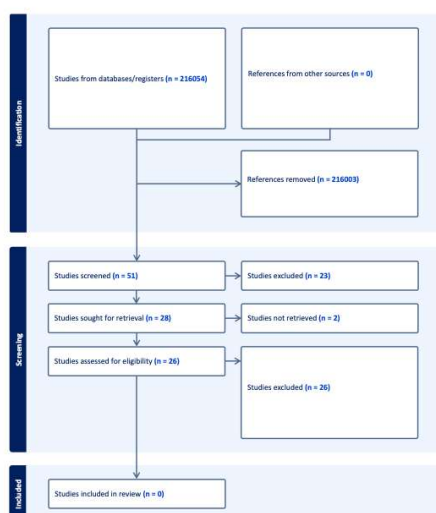 Identification
Studies from databases/registers (n = 216054)
References from other sources (n = 0)
References removed (n = 216003)
Screening
Studies screened (n = 51)
Studies excluded (n = 23)
Studies sought for retrieval (n = 28)
Studies not retrieved (n = 2)
Studies assessed for eligibility (n = 26)
Studies excluded (n = 26)
Included
Studies included in review (n = 0)